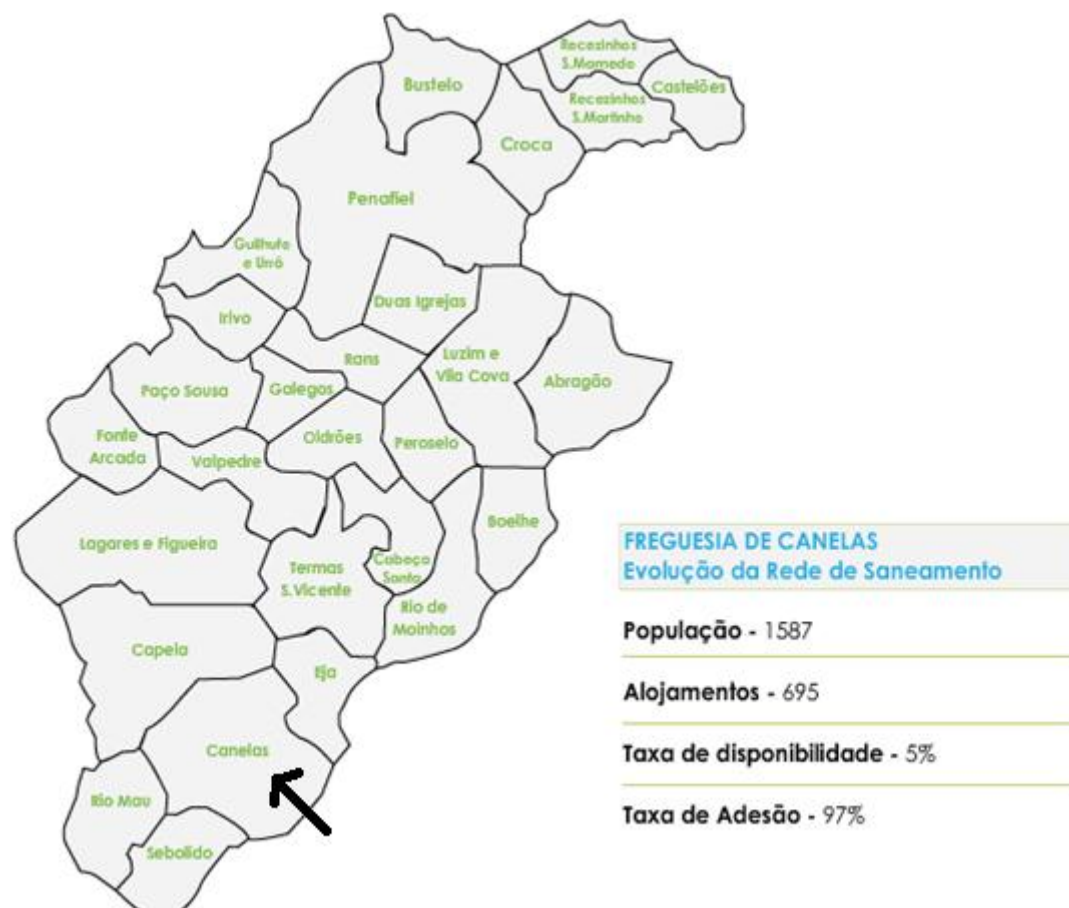 Recezinhos
S.Mamede
Bustelo
Castelões
Recezinhos
S.Martinho
Croca
Penafiel
Guilhufe
e Urrô
Duas Igrejas
Irivo
Luzim e
Vila Cova
Rans
Abragão
Paço Sousa
Galegos
Fonte
Arcada
Oldrões
Peroselo
Valpedre
Boelhe
Lagares e Figueira
Cabeça
Santa
Termas
S.Vicente
Rio de
Moinhos
Capela
Eja
Canelas
Rio Mau
Sebolido
FREGUESIA DE CANELAS
Evolução da Rede de Saneamento
População - 1587
Alojamentos - 695
Taxa de disponibilidade - 5%
Taxa de Adesão - 97%